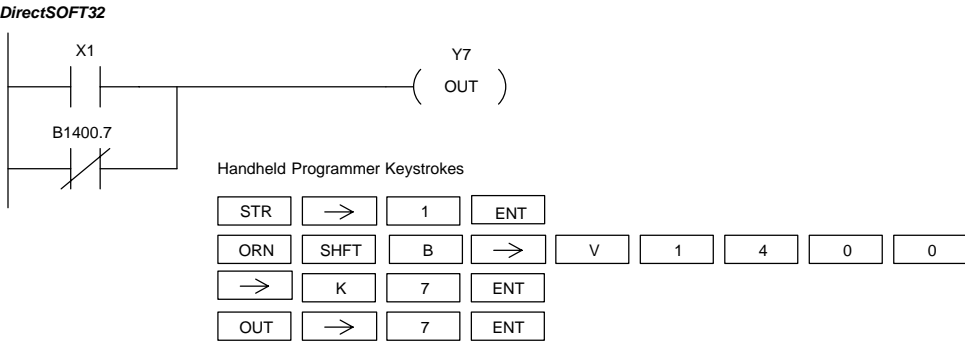 DirectSOFT32
X1
Y7
OUT
B1400.7
Handheld Programmer Keystrokes
STR → 1 ENT
ORN SHFT B → V 1 4 0 0
→ K 7 ENT
OUT → 7 ENT